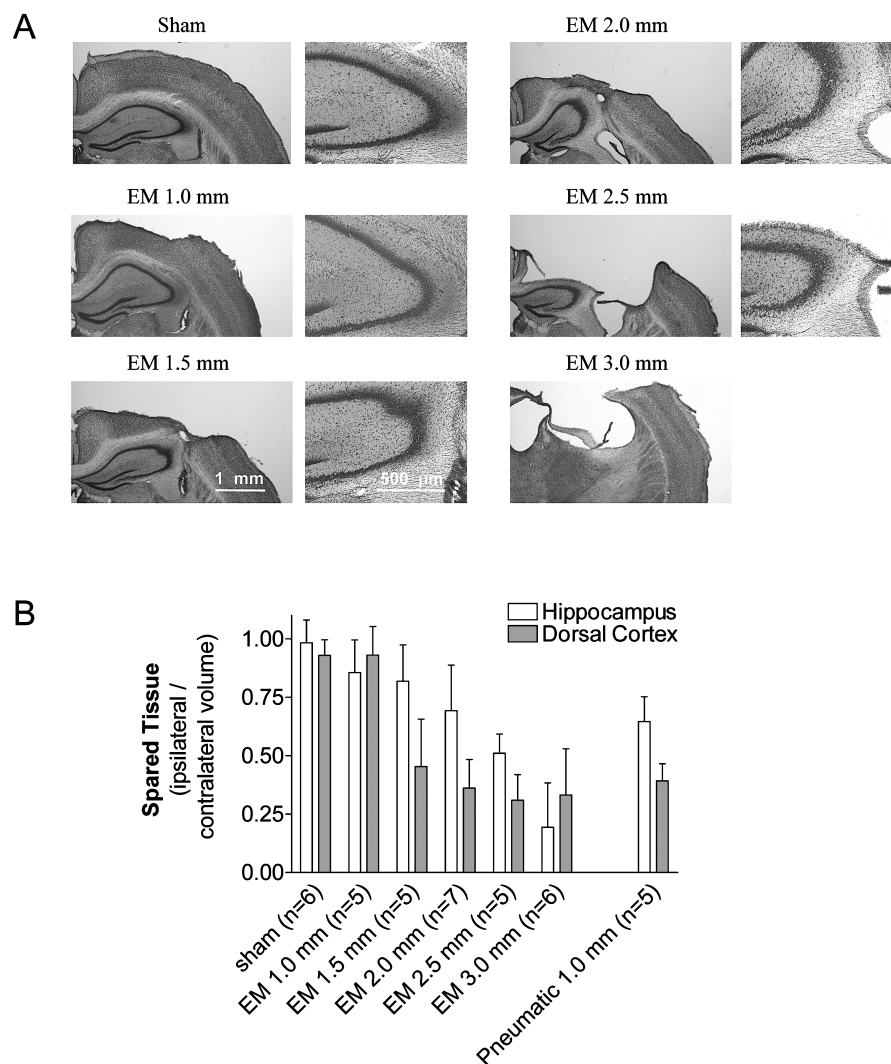 A
Sham
EM 2.0 mm
EM 1.0 mm
EM 2.5 mm
EM 1.5 mm
EM 3.0 mm
1 mm
500 µm
B
Hippocampus
Dorsal Cortex
Spared Tissue
(ipsilateral /
contralateral volume)
1.00
0.75
0.50
0.25
0.00
sham (n=6)
EM 1.0 mm (n=5)
EM 1.5 mm (n=5)
EM 2.0 mm (n=7)
EM 2.5 mm (n=5)
EM 3.0 mm (n=6)
Pneumatic 1.0 mm (n=5)